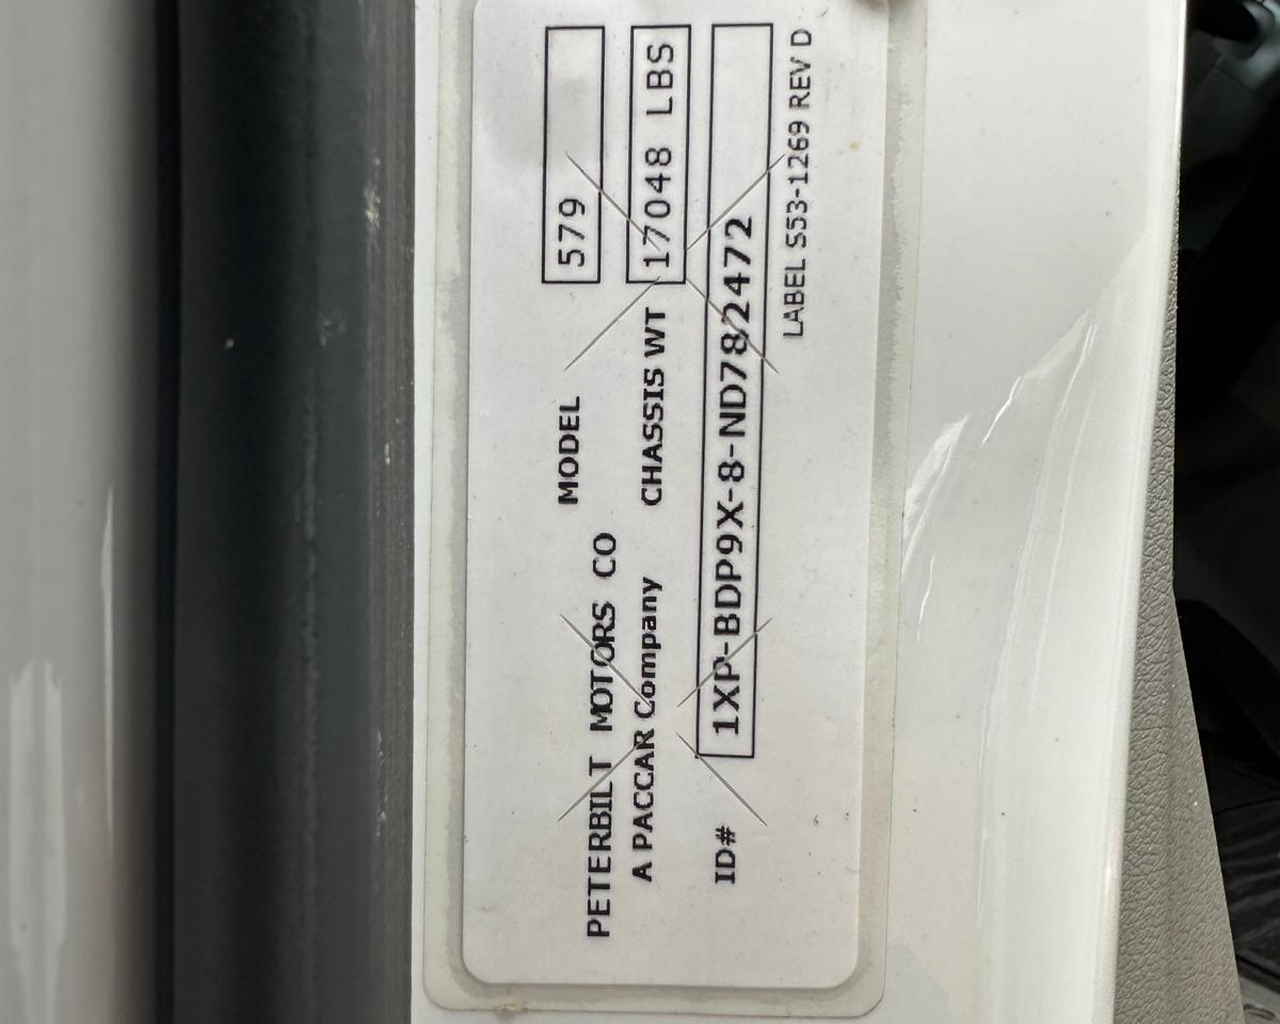 PETERBILT MOTORS CO
A PACCAR Company
MODEL 579
CHASSIS WT 17048 LBS
ID# 1XP-BDP9X-8-ND782472
LABEL S53-1269 REV D